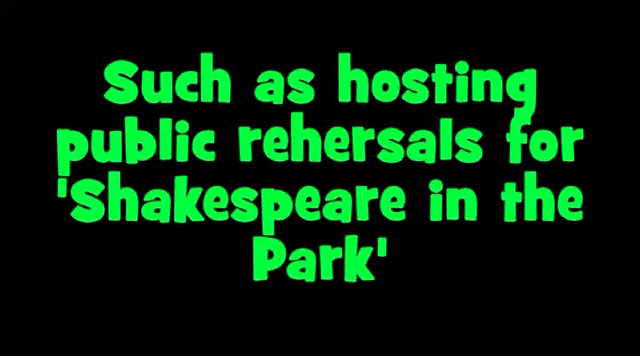 Such as hosting
public rehersals for
'Shakespeare in the
Park'